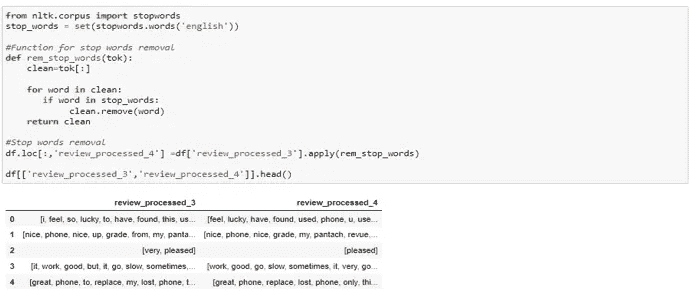 from nltk.corpus import stopwords
stop_words = set(stopwords.words('english'))
#Function for stop words removal
def rem_stop_words(tok):
clean=tok[:]
for word in clean:
if word in stop_words:
clean.remove(word)
return clean
#Stop words removal
df.loc[:,'review_processed_4'] =df['review_processed_3'].apply(rem_stop_words)
df[['review_processed_3','review_processed_4']].head()
review_processed_3 review_processed_4
0 [i, feel, so, lucky, to, have, found, this, us... [feel, lucky, have, found, used, phone, u, use...
1 [nice, phone, nice, up, grade, from, my, panta... [nice, phone, nice, grade, my, pantach, revue,...
2 [very, pleased] [pleased]
3 [it, work, good, but, it, go, slow, sometimes,... [work, good, go, slow, sometimes, it, very, go...
4 [great, phone, to, replace, my, lost, phone, t... [great, phone, replace, lost, phone, only, thi...